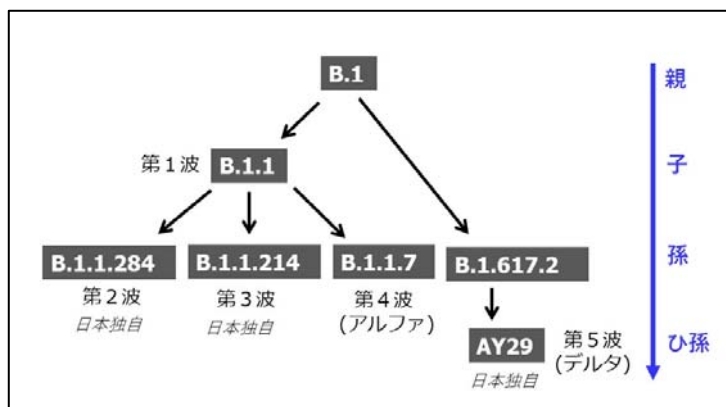 B.1
親
第1波
B.1.1
子
B.1.1.284
B.1.1.214
B.1.1.7
B.1.617.2
孫
第2波
日本独自
第3波
日本独自
第4波
(アルファ)
AY29
日本独自
第5波
(デルタ)
ひ孫